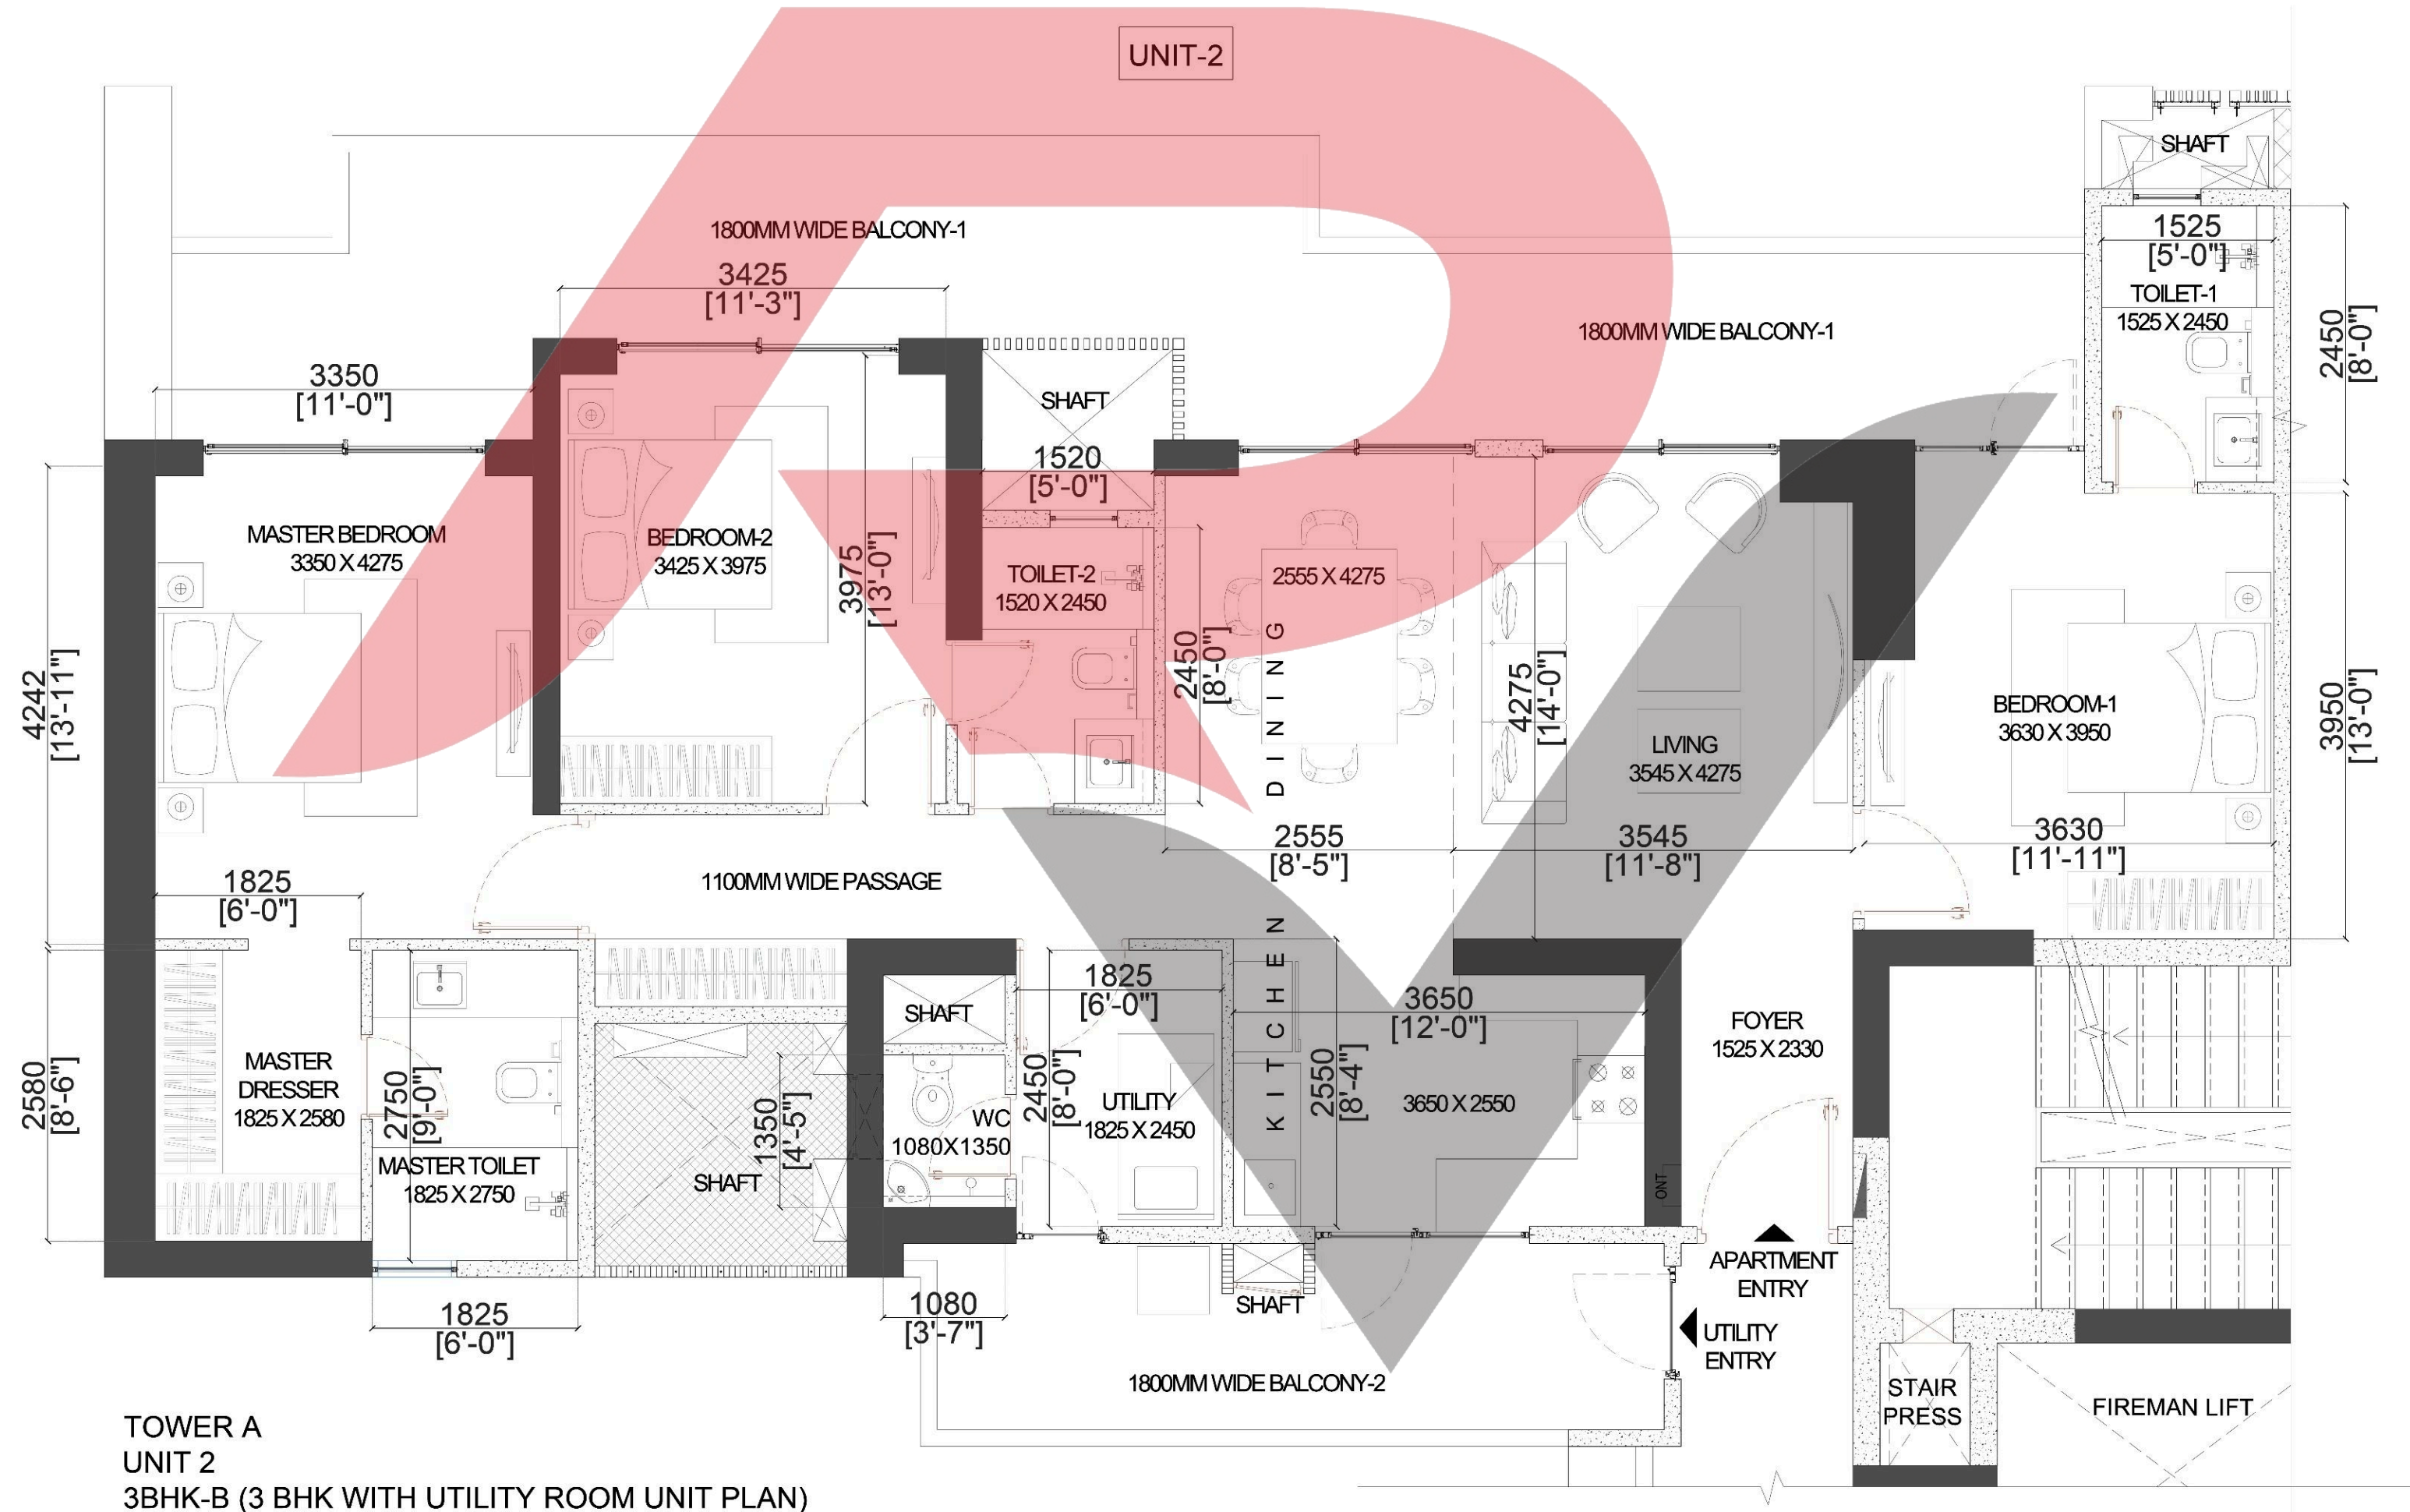 UNIT-2
SHAFT
1525
[5'-0"]
TOILET-1
1525 X 2450
2450
[8'-0"]
1800MM WIDE BALCONY-1
3425
[11'-3"]
1800MM WIDE BALCONY-1
3350
[11'-0"]
SHAFT
1520
[5'-0"]
MASTER BEDROOM
3350 X 4275
BEDROOM-2
3425 X 3975
3975
[13'-0"]
TOILET-2
1520 X 2450
2450
[8'-0"]
2555 X 4275
DINING
4275
[14'-0"]
LIVING
3545 X 4275
BEDROOM-1
3630 X 3950
3950
[13'-0"]
4242
[13'-11"]
2555
[8'-5"]
3545
[11'-8"]
3630
[11'-11"]
1825
[6'-0"]
1100MM WIDE PASSAGE
KITCHEN
1825
[6'-0"]
3650
[12'-0"]
SHAFT
FOYER
1525 X 2330
2580
[8'-6"]
MASTER
DRESSER
1825 X 2580
2750
[9'-0"]
MASTER TOILET
1825 X 2750
SHAFT
1350
[4'-5"]
WC
1080X1350
2450
[8'-0"]
UTILITY
1825 X 2450
2550
[8'-4"]
3650 X 2550
ONT
APARTMENT
ENTRY
SHAFT
1825
[6'-0"]
1080
[3'-7"]
UTILITY
ENTRY
1800MM WIDE BALCONY-2
STAIR
PRESS
FIREMAN LIFT
TOWER A
UNIT 2
3BHK-B (3 BHK WITH UTILITY ROOM UNIT PLAN)